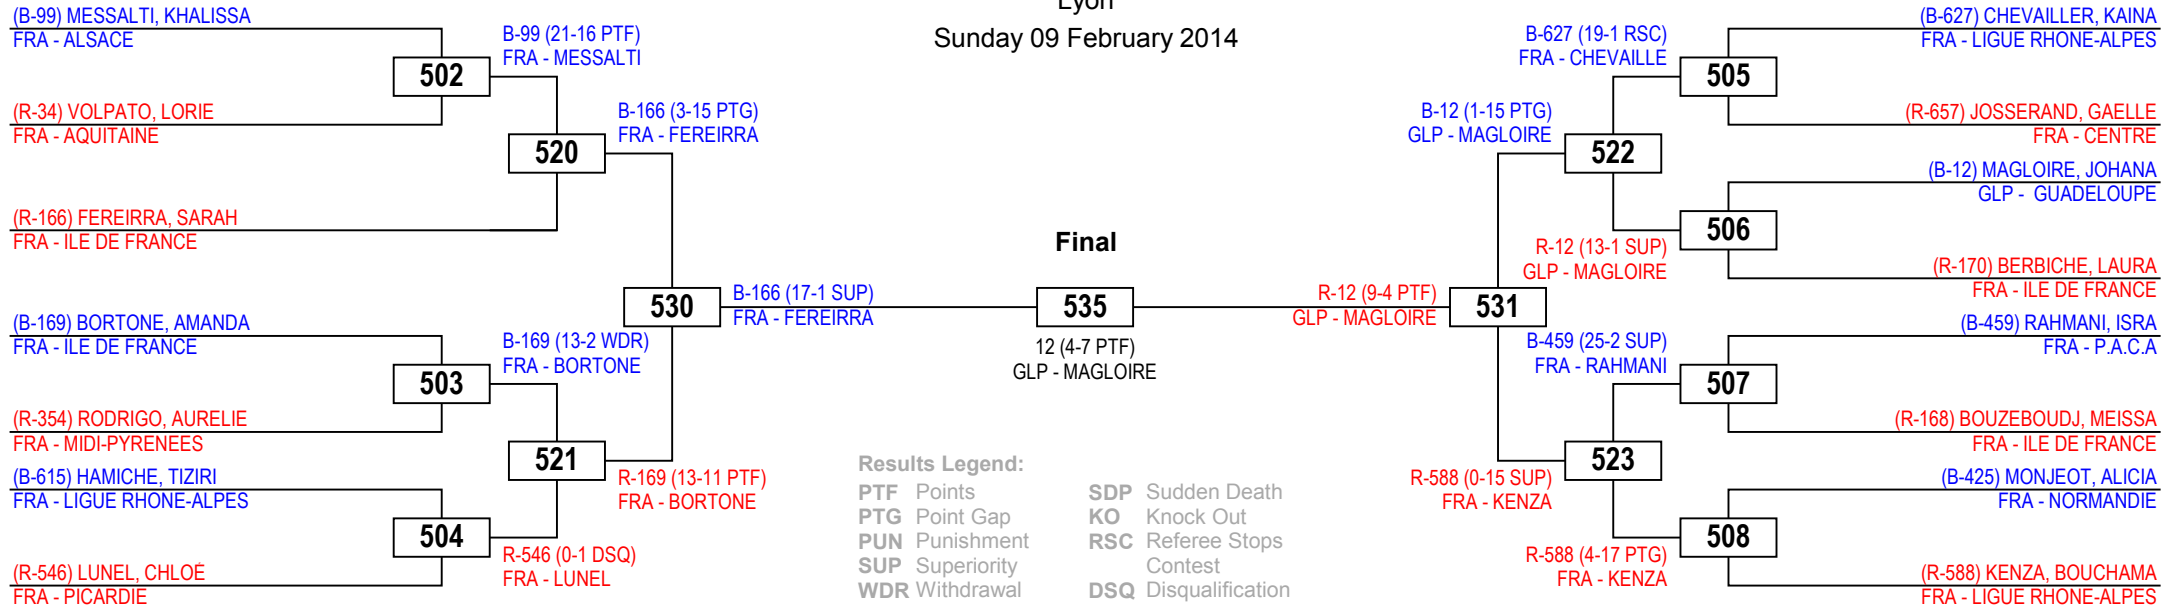 Lyon
Sunday 09 February 2014
(B-99) MESSALTI, KHALISSA
FRA - ALSACE
502
(R-34) VOLPATO, LORIE
FRA - AQUITAINE
B-99 (21-16 PTF)
FRA - MESSALTI
520
(R-166) FEREIRRA, SARAH
FRA - ILE DE FRANCE
B-166 (3-15 PTG)
FRA - FEREIRRA
530
(B-169) BORTONE, AMANDA
FRA - ILE DE FRANCE
503
(R-354) RODRIGO, AURELIE
FRA - MIDI-PYRENEES
B-169 (13-2 WDR)
FRA - BORTONE
521
(B-615) HAMICHE, TIZIRI
FRA - LIGUE RHONE-ALPES
504
(R-546) LUNEL, CHLOÉ
FRA - PICARDIE
R-546 (0-1 DSQ)
FRA - LUNEL
R-169 (13-11 PTF)
FRA - BORTONE
B-166 (17-1 SUP)
FRA - FEREIRRA
Final
535
12 (4-7 PTF)
GLP - MAGLOIRE
R-12 (9-4 PTF)
GLP - MAGLOIRE
531
B-12 (1-15 PTG)
GLP - MAGLOIRE
522
B-627 (19-1 RSC)
FRA - CHEVAILLE
505
(B-627) CHEVAILLER, KAINA
FRA - LIGUE RHONE-ALPES
(R-657) JOSSERAND, GAELLE
FRA - CENTRE
(B-12) MAGLOIRE, JOHANA
GLP - GUADELOUPE
506
R-12 (13-1 SUP)
GLP - MAGLOIRE
(R-170) BERBICHE, LAURA
FRA - ILE DE FRANCE
(B-459) RAHMANI, ISRA
FRA - P.A.C.A
507
B-459 (25-2 SUP)
FRA - RAHMANI
(R-168) BOUZEBOUDJ, MEISSA
FRA - ILE DE FRANCE
523
R-588 (0-15 SUP)
FRA - KENZA
(B-425) MONJEOT, ALICIA
FRA - NORMANDIE
508
R-588 (4-17 PTG)
FRA - KENZA
(R-588) KENZA, BOUCHAMA
FRA - LIGUE RHONE-ALPES
Results Legend:
PTF Points
PTG Point Gap
PUN Punishment
SUP Superiority
WDR Withdrawal
SDP Sudden Death
KO Knock Out
RSC Referee Stops
Contest
DSQ Disqualification